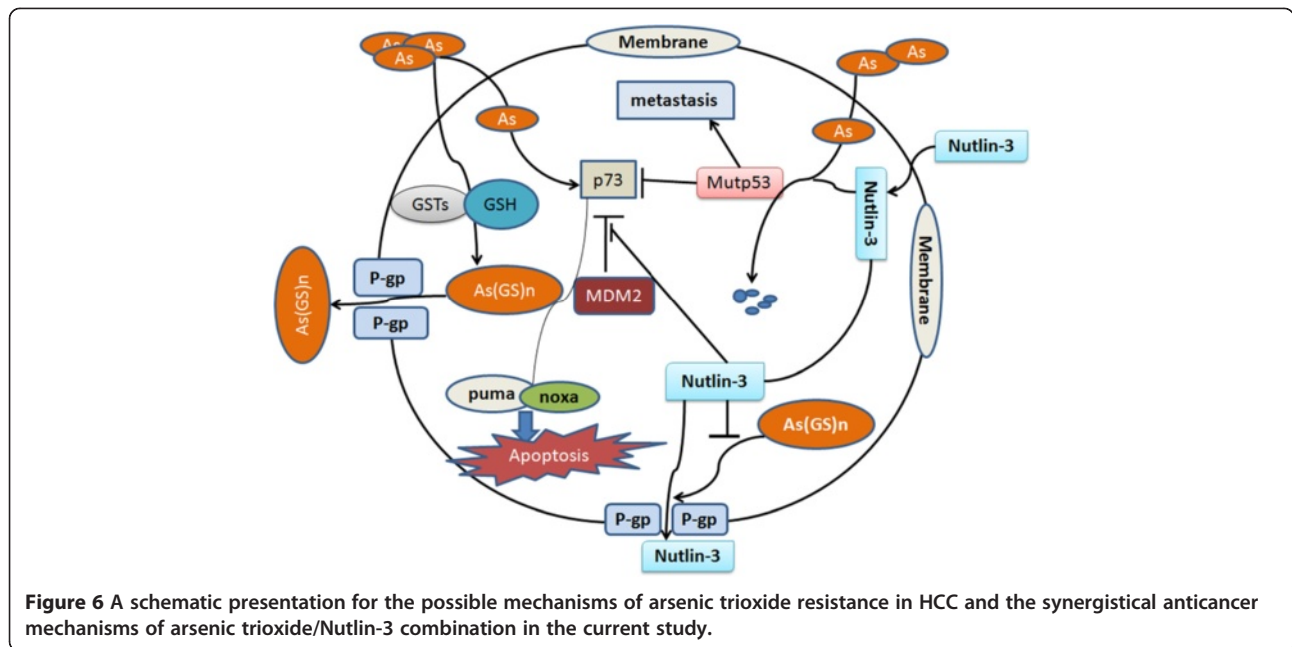 Membrane
As
As
As
As
As
metastasis
As
As
Nutlin-3
p73
Mutp53
Nutlin-3
GSTs
GSH
Membrane
P-gp
As(GS)n
As(GS)n
MDM2
P-gp
Nutlin-3
puma
noxa
As(GS)n
Apoptosis
P-gp
P-gp
Nutlin-3
Figure 6 A schematic presentation for the possible mechanisms of arsenic trioxide resistance in HCC and the synergistical anticancer
mechanisms of arsenic trioxide/Nutlin-3 combination in the current study.